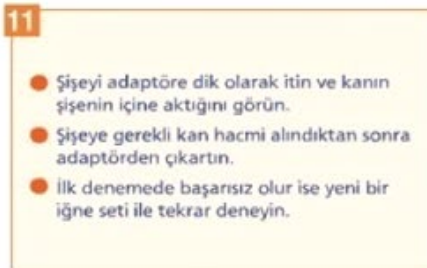 11
Şişeyi adaptöre dik olarak itin ve kanın
şişenin içine aktığını görün.
Şişeye gerekli kan hacmi alındıktan sonra
adaptörden çıkartın.
İlk denemede başarısız olur ise yeni bir
iğne seti ile tekrar deneyin.